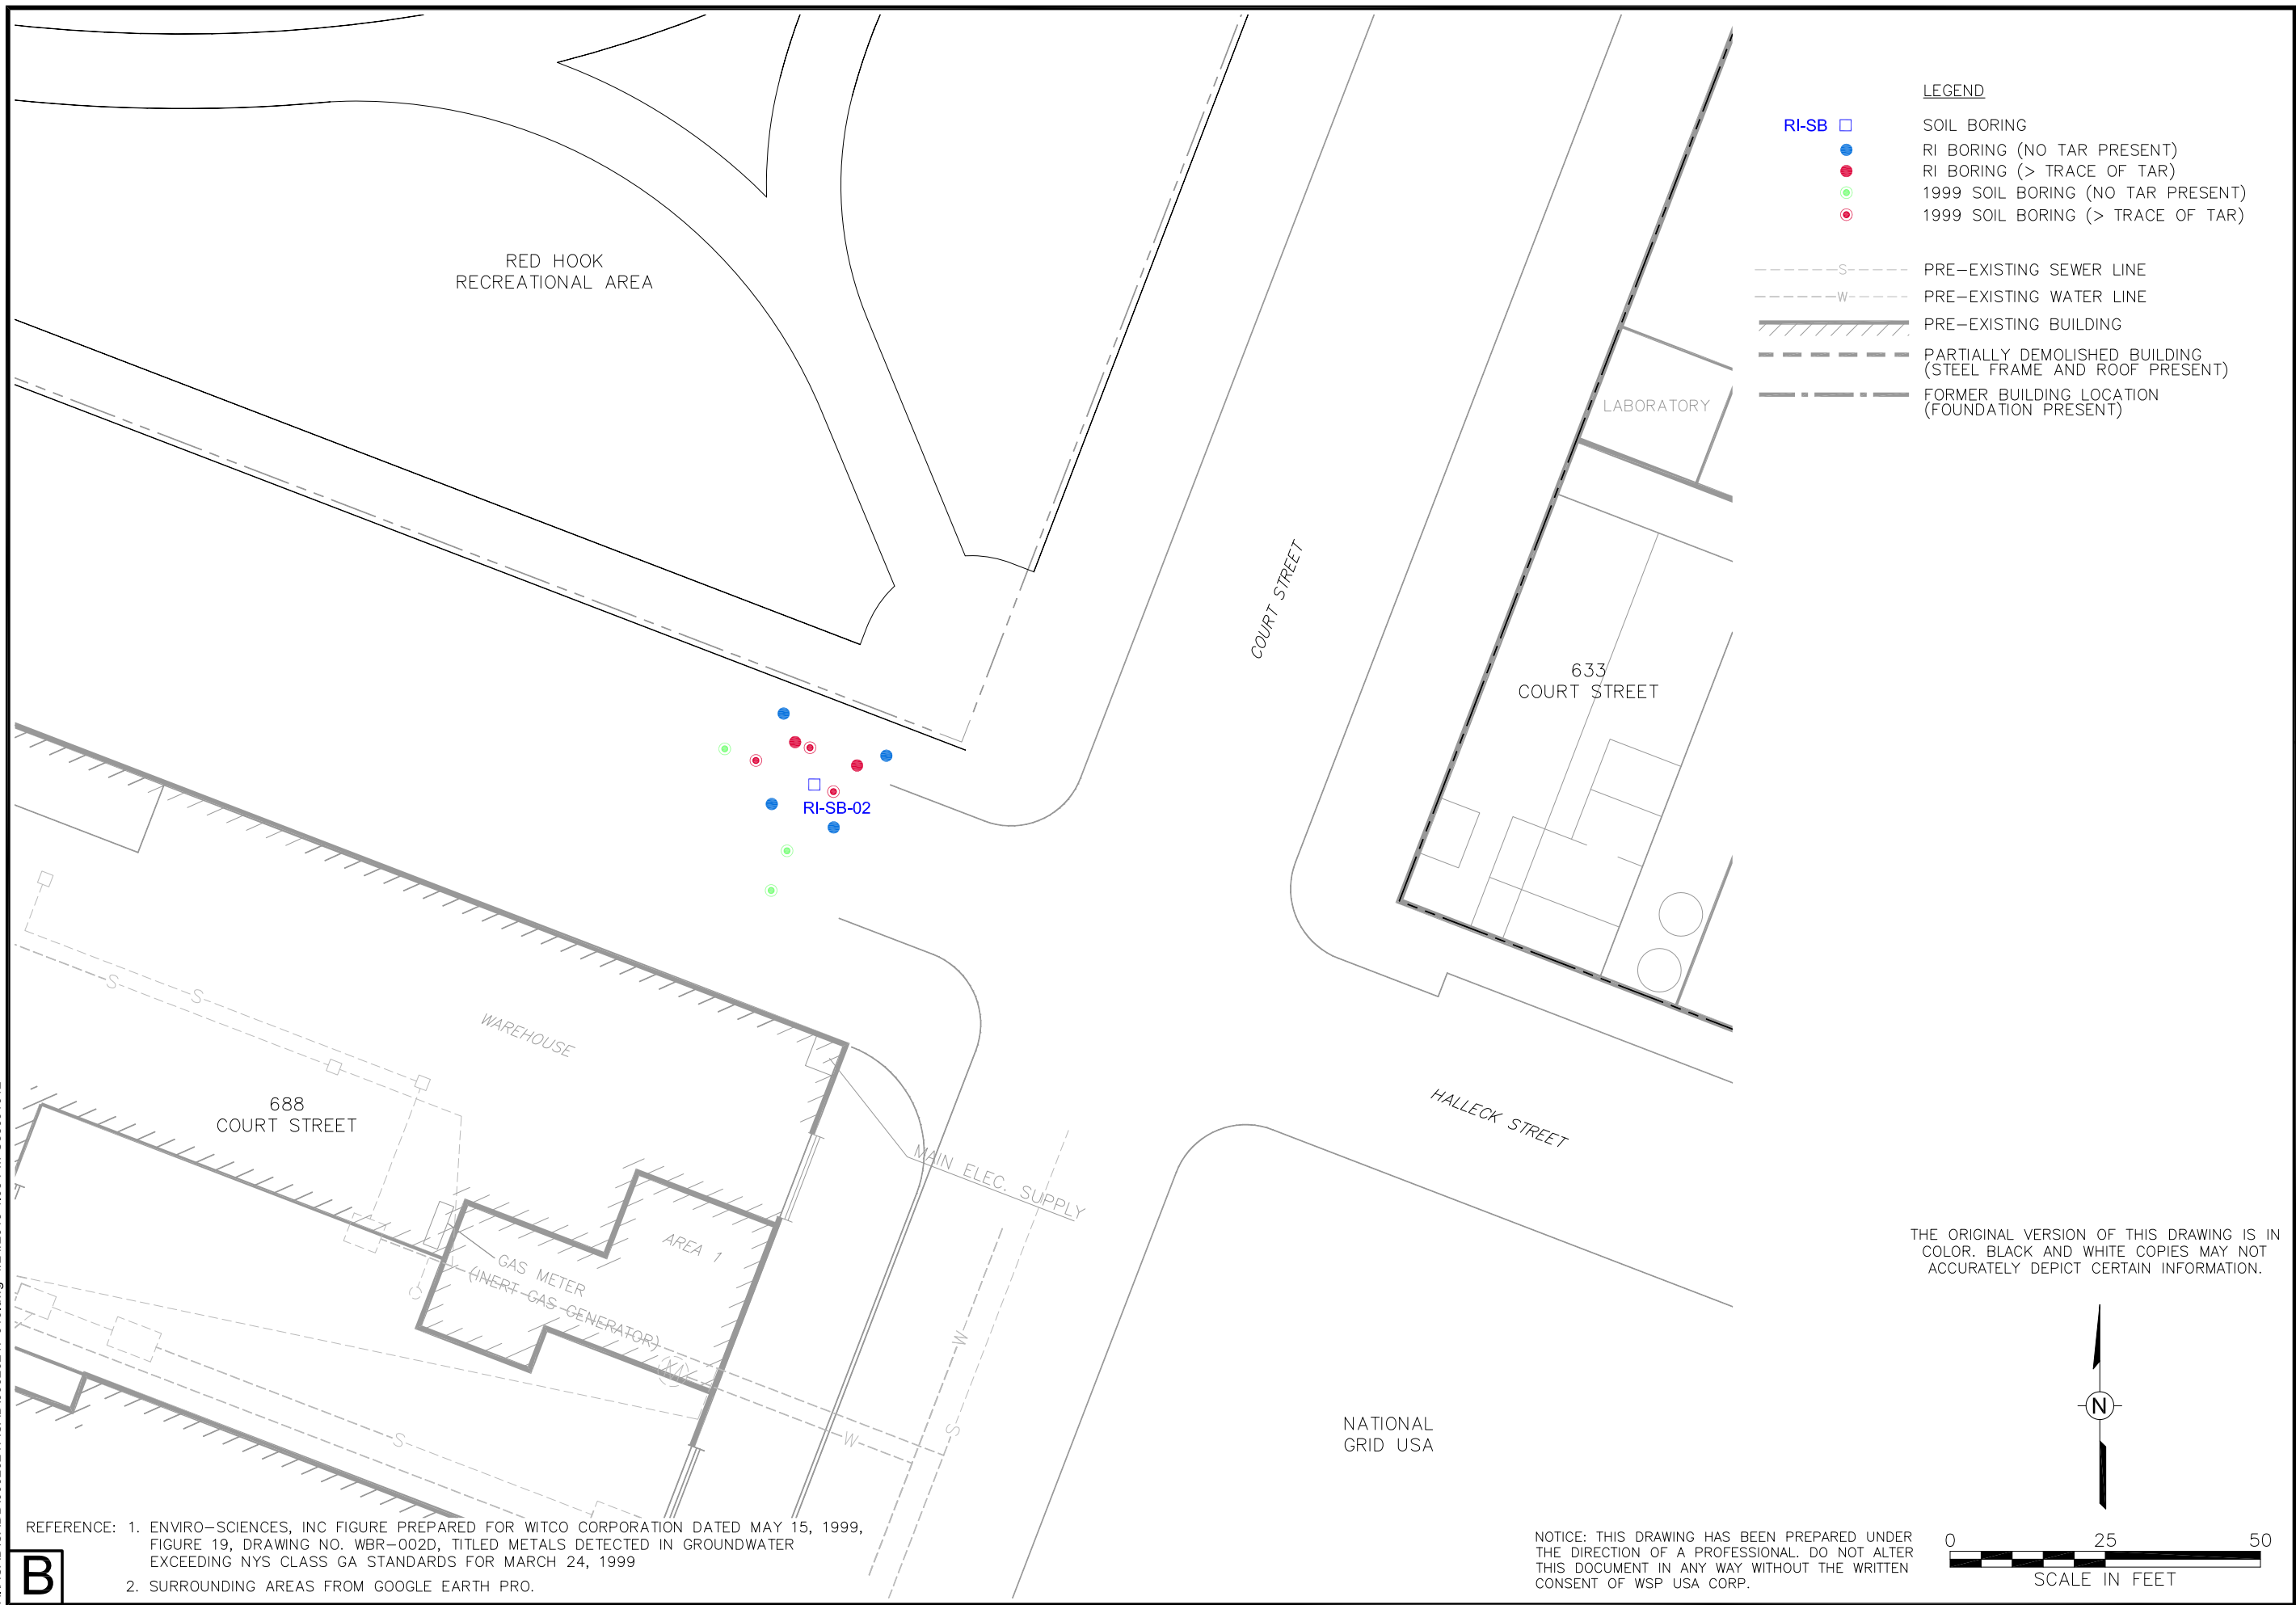 LEGEND
RI-SB
SOIL BORING
RI BORING (NO TAR PRESENT)
RI BORING (> TRACE OF TAR)
1999 SOIL BORING (NO TAR PRESENT)
1999 SOIL BORING (> TRACE OF TAR)
S
PRE-EXISTING SEWER LINE
W
PRE-EXISTING WATER LINE
PRE-EXISTING BUILDING
PARTIALLY DEMOLISHED BUILDING
(STEEL FRAME AND ROOF PRESENT)
FORMER BUILDING LOCATION
(FOUNDATION PRESENT)
RED HOOK
RECREATIONAL AREA
LABORATORY
COURT STREET
633
COURT STREET
RI-SB-02
S
S
WAREHOUSE
688
COURT STREET
HALLECK STREET
MAIN ELEC. SUPPLY
AREA 1
GAS METER
(INERT GAS GENERATOR)
W
S
W
S
T
NATIONAL
GRID USA
THE ORIGINAL VERSION OF THIS DRAWING IS IN
COLOR. BLACK AND WHITE COPIES MAY NOT
ACCURATELY DEPICT CERTAIN INFORMATION.
N
REFERENCE: 1. ENVIRO-SCIENCES, INC FIGURE PREPARED FOR WITCO CORPORATION DATED MAY 15, 1999,
FIGURE 19, DRAWING NO. WBR-002D, TITLED METALS DETECTED IN GROUNDWATER
EXCEEDING NYS CLASS GA STANDARDS FOR MARCH 24, 1999
2. SURROUNDING AREAS FROM GOOGLE EARTH PRO.
B
NOTICE: THIS DRAWING HAS BEEN PREPARED UNDER
THE DIRECTION OF A PROFESSIONAL. DO NOT ALTER
THIS DOCUMENT IN ANY WAY WITHOUT THE WRITTEN
CONSENT OF WSP USA CORP.
0 25 50
SCALE IN FEET